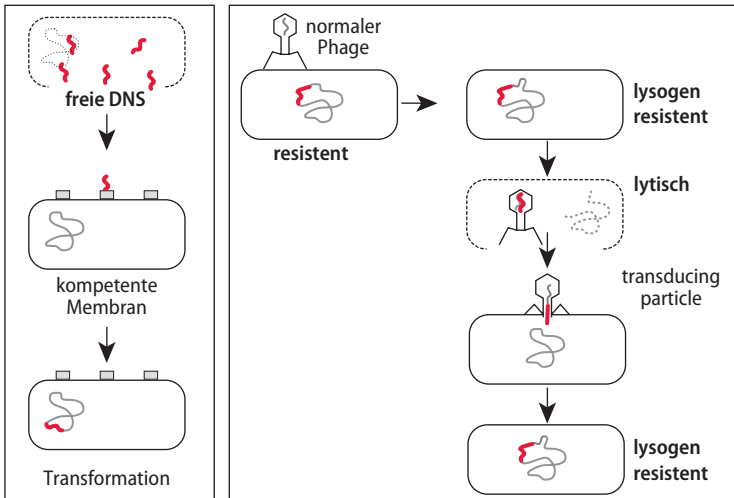 freie DNS
kompetente
Membran
Transformation
normaler
Phage
resistent
lysogen
resistent
lytisch
transducing
particle
lysogen
resistent